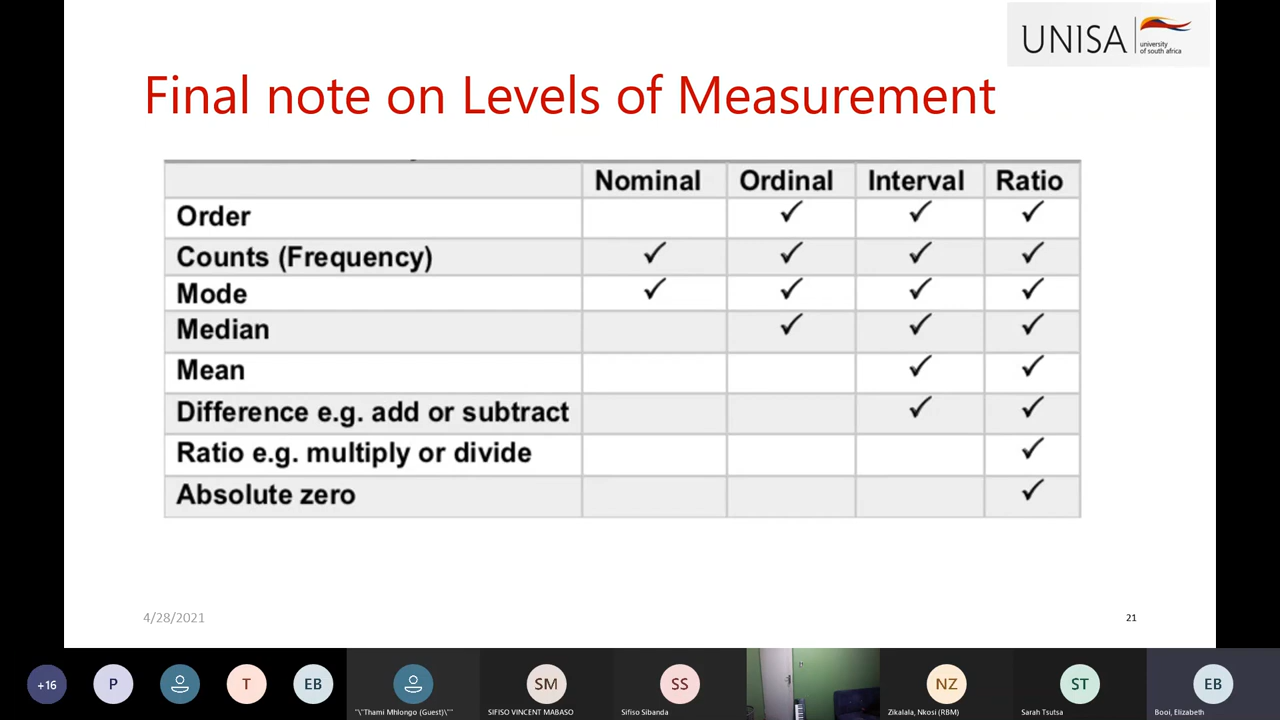 UNISA
university
of south africa
Final note on Levels of Measurement
Nominal Ordinal Interval Ratio
Order ✓ ✓ ✓
Counts (Frequency) ✓ ✓ ✓ ✓
Mode ✓ ✓ ✓ ✓
Median ✓ ✓ ✓
Mean ✓ ✓
Difference e.g. add or subtract ✓ ✓
Ratio e.g. multiply or divide ✓
Absolute zero ✓
4/28/2021
21
+16 P T EB SM SS NZ ST EB
"\"Thami Mhlongo (Guest)\"" SIFISO VINCENT MABASO Sifiso Sibanda Zikalala, Nkosi (RBM) Sarah Tsutsa Booi, Elizabeth